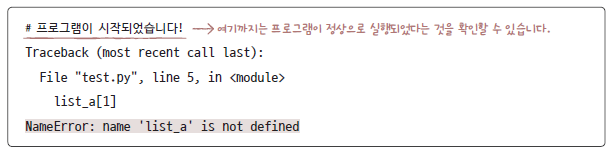 # 프로그램이 시작되었습니다! → 여기까지는 프로그램이 정상으로 실행되었다는 것을 확인할 수 있습니다.
Traceback (most recent call last):
  File "test.py", line 5, in <module>
    list_a[1]
NameError: name 'list_a' is not defined